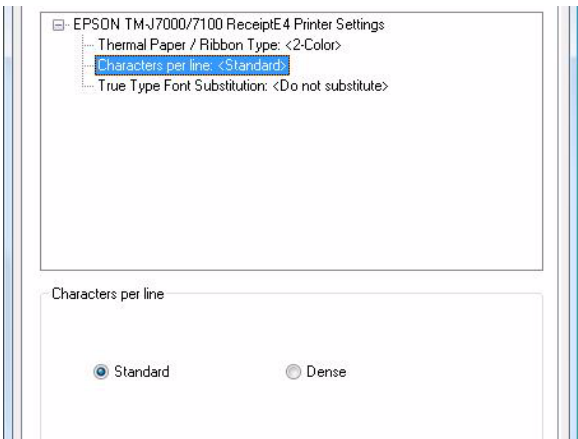 EPSON TM-J7000/7100 ReceiptE4 Printer Settings
Thermal Paper / Ribbon Type: <2-Color>
Characters per line: <Standard>
True Type Font Substitution: <Do not substitute>
Characters per line
Standard Dense